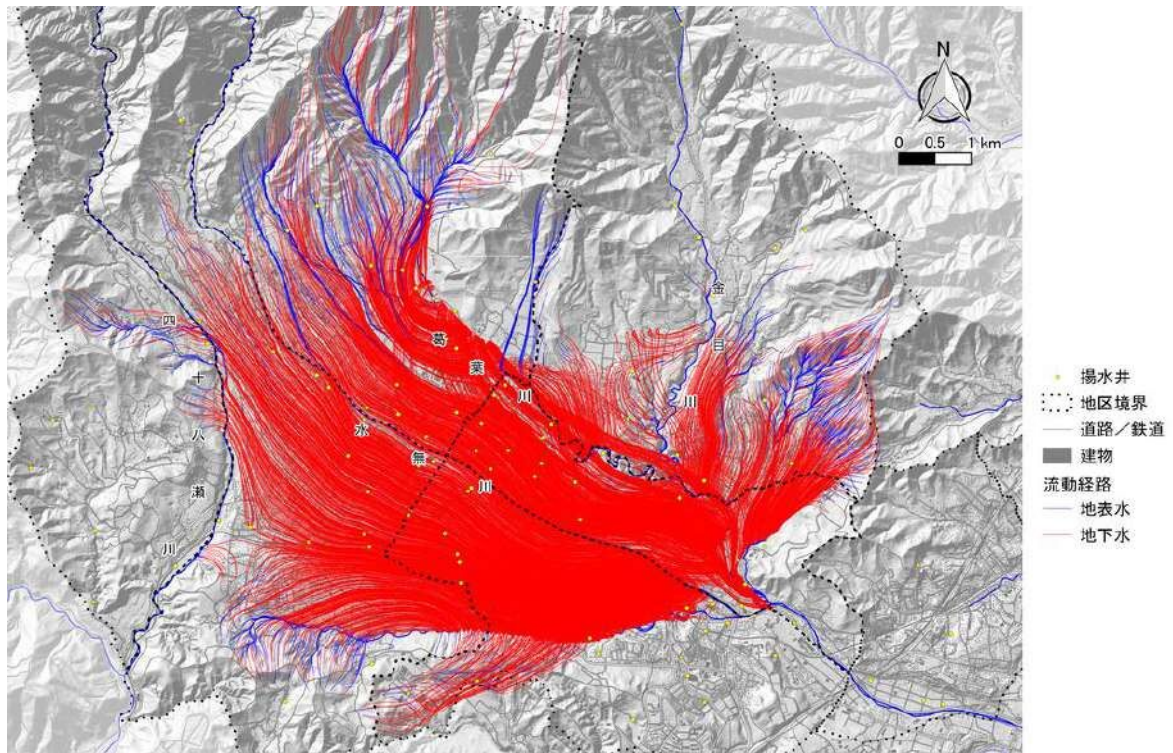 N
0 0.5 1 km
四
十
八
瀬
川
水
無
川
葛
葉
川
金
目
川
揚水井
地区境界
道路／鉄道
建物
流動経路
地表水
地下水